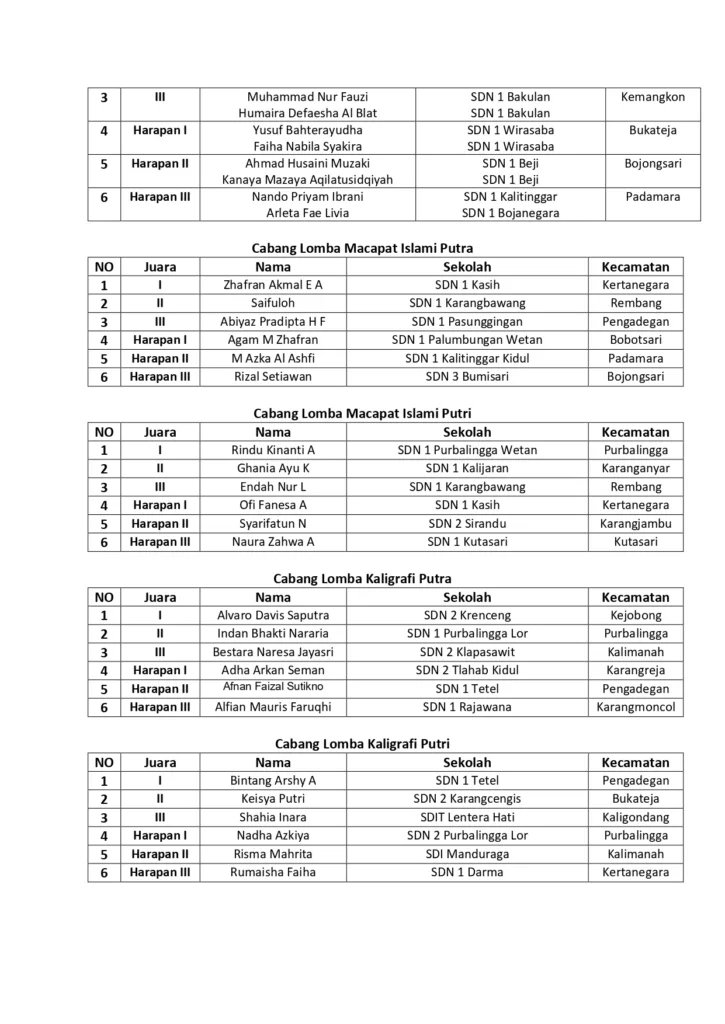 3 III Muhammad Nur Fauzi SDN 1 Bakulan Kemangkon
Humaira Defaesha Al Blat SDN 1 Bakulan
4 Harapan I Yusuf Bahterayudha SDN 1 Wirasaba Bukateja
Faiha Nabila Syakira SDN 1 Wirasaba
5 Harapan II Ahmad Husaini Muzaki SDN 1 Beji Bojongsari
Kanaya Mazaya Aqilatusidqiyah SDN 1 Beji
6 Harapan III Nando Priyam Ibrani SDN 1 Kalitinggar Padamara
Arleta Fae Livia SDN 1 Bojanegara
Cabang Lomba Macapat Islami Putra
NO Juara Nama Sekolah Kecamatan
1 I Zhafran Akmal E A SDN 1 Kasih Kertanegara
2 II Saifuloh SDN 1 Karangbawang Rembang
3 III Abiyaz Pradipta H F SDN 1 Pasunggingan Pengadegan
4 Harapan I Agam M Zhafran SDN 1 Palumbungan Wetan Bobotsari
5 Harapan II M Azka Al Ashfi SDN 1 Kalitinggar Kidul Padamara
6 Harapan III Rizal Setiawan SDN 3 Bumisari Bojongsari
Cabang Lomba Macapat Islami Putri
NO Juara Nama Sekolah Kecamatan
1 I Rindu Kinanti A SDN 1 Purbalingga Wetan Purbalingga
2 II Ghania Ayu K SDN 1 Kalijaran Karanganyar
3 III Endah Nur L SDN 1 Karangbawang Rembang
4 Harapan I Ofi Fanesa A SDN 1 Kasih Kertanegara
5 Harapan II Syarifatun N SDN 2 Sirandu Karangjambu
6 Harapan III Naura Zahwa A SDN 1 Kutasari Kutasari
Cabang Lomba Kaligrafi Putra
NO Juara Nama Sekolah Kecamatan
1 I Alvaro Davis Saputra SDN 2 Krenceng Kejobong
2 II Indan Bhakti Nararia SDN 1 Purbalingga Lor Purbalingga
3 III Bestara Naresa Jayasri SDN 2 Klapasawit Kalimanah
4 Harapan I Adha Arkan Seman SDN 2 Tlahab Kidul Karangreja
5 Harapan II Afnan Faizal Sutikno SDN 1 Tetel Pengadegan
6 Harapan III Alfian Mauris Faruqhi SDN 1 Rajawana Karangmoncol
Cabang Lomba Kaligrafi Putri
NO Juara Nama Sekolah Kecamatan
1 I Bintang Arshy A SDN 1 Tetel Pengadegan
2 II Keisya Putri SDN 2 Karangcengis Bukateja
3 III Shahia Inara SDIT Lentera Hati Kaligondang
4 Harapan I Nadha Azkiya SDN 2 Purbalingga Lor Purbalingga
5 Harapan II Risma Mahrita SDI Manduraga Kalimanah
6 Harapan III Rumaisha Faiha SDN 1 Darma Kertanegara